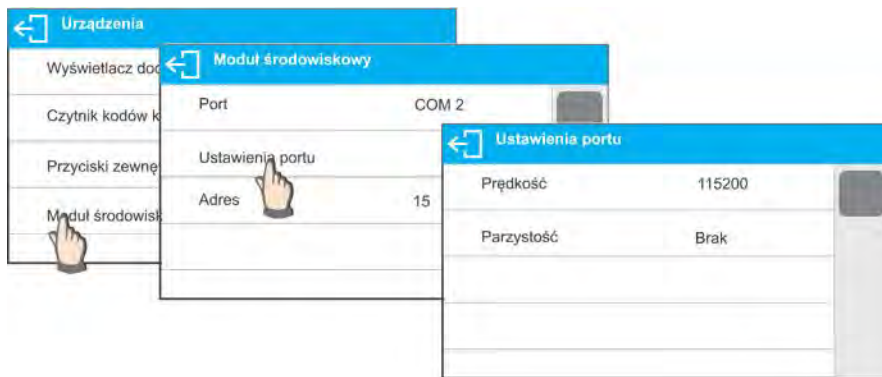 Urządzenia
Wyświetlacz doc
Czytnik kodów k
Przyciski zewnę
Moduł środowisk
Moduł środowiskowy
Port COM 2
Ustawienia portu
Adres 15
Ustawienia portu
Prędkość 115200
Parzystość Brak